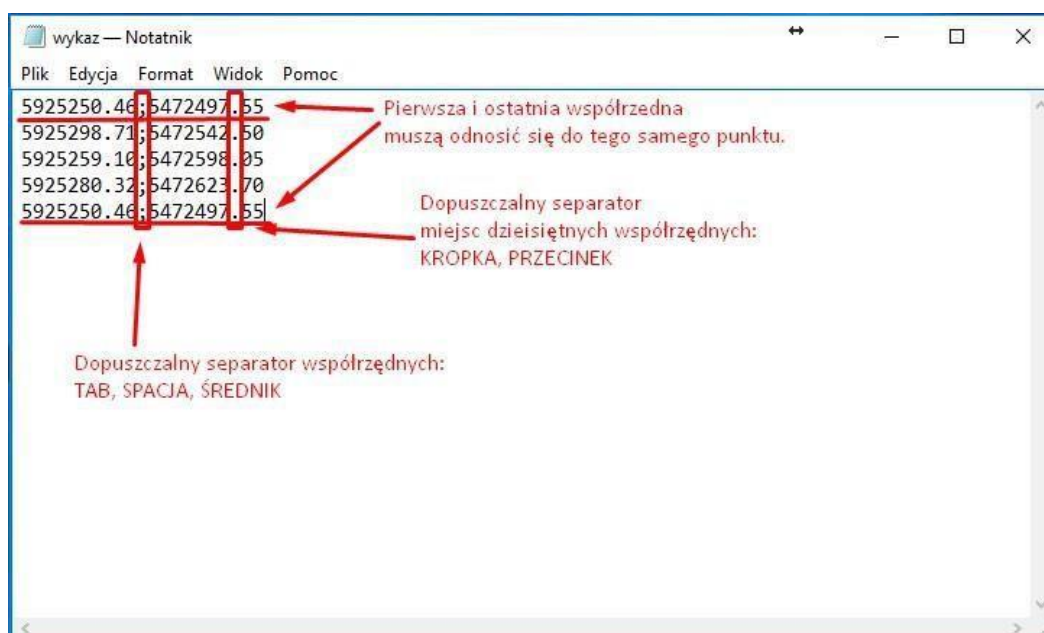 wykaz — Notatnik
Plik Edycja Format Widok Pomoc
5925250.46;5472497.55
5925298.71;5472542.50
5925259.10;5472598.05
5925280.32;5472623.70
5925250.46;5472497.55
Pierwsza i ostatnia współrzedna
muszą odnosić się do tego samego punktu.
Dopuszczalny separator
miejsc dzieisiętnych współrzędnych:
KROPKA, PRZECINEK
Dopuszczalny separator współrzędnych:
TAB, SPACJA, ŚREDNIK